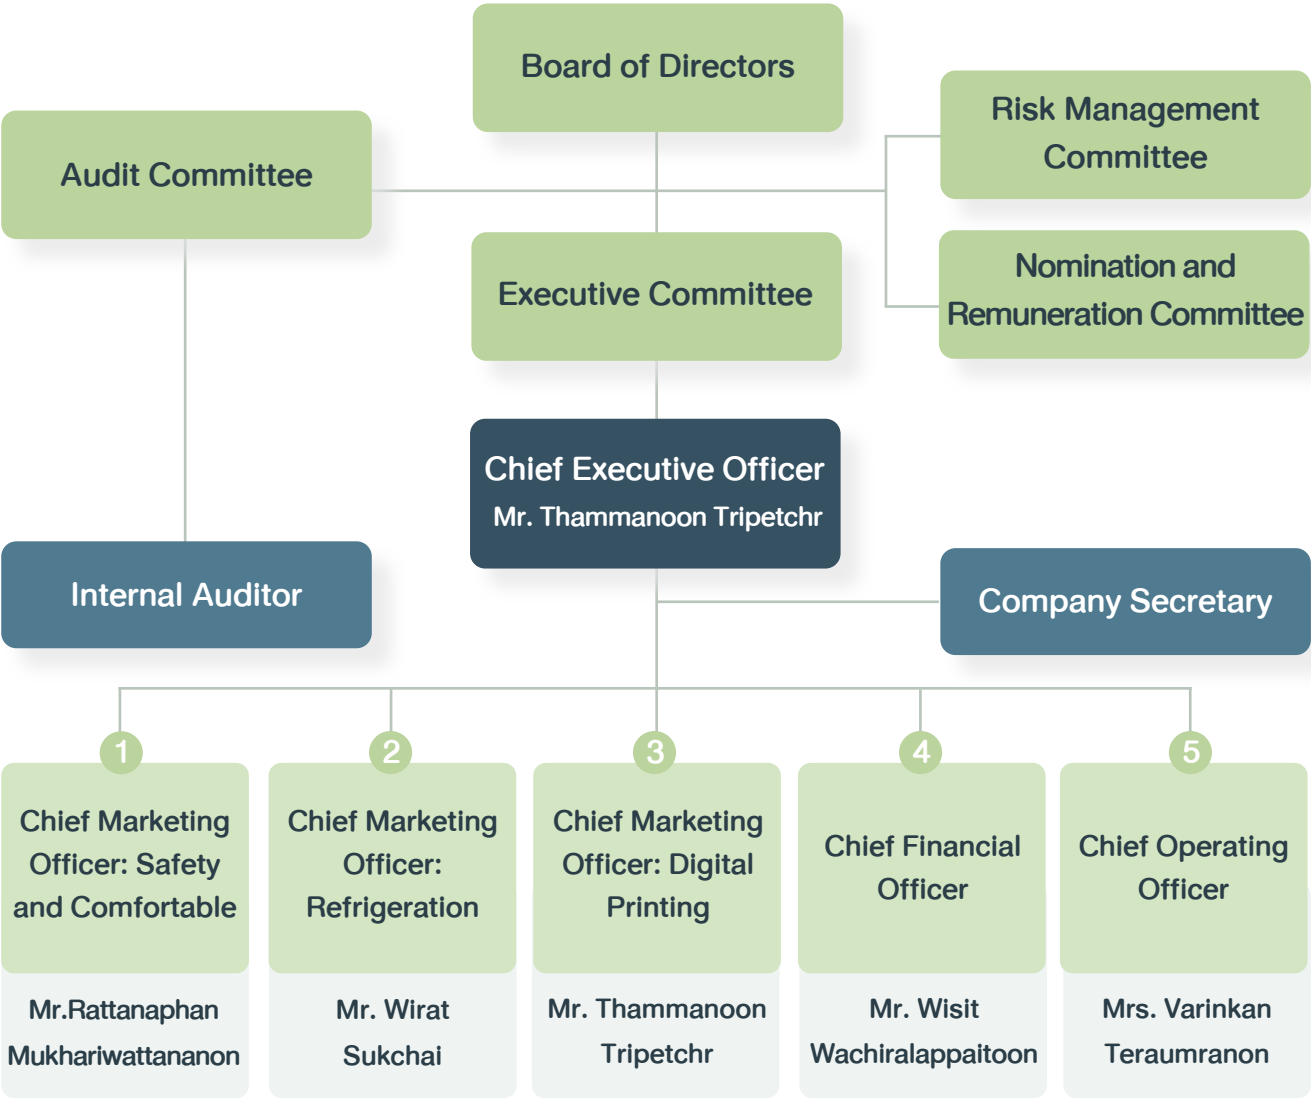 Board of Directors
Risk Management
Committee
Audit Committee
Nomination and
Remuneration Committee
Executive Committee
Chief Executive Officer
Mr. Thammanoon Tripetchr
Internal Auditor
Company Secretary
1
Chief Marketing
Officer: Safety
and Comfortable
Mr.Rattanaphan
Mukhariwattananon
2
Chief Marketing
Officer:
Refrigeration
Mr. Wirat
Sukchai
3
Chief Marketing
Officer: Digital
Printing
Mr. Thammanoon
Tripetchr
4
Chief Financial
Officer
Mr. Wisit
Wachiralappaitoon
5
Chief Operating
Officer
Mrs. Varinkan
Teraumranon